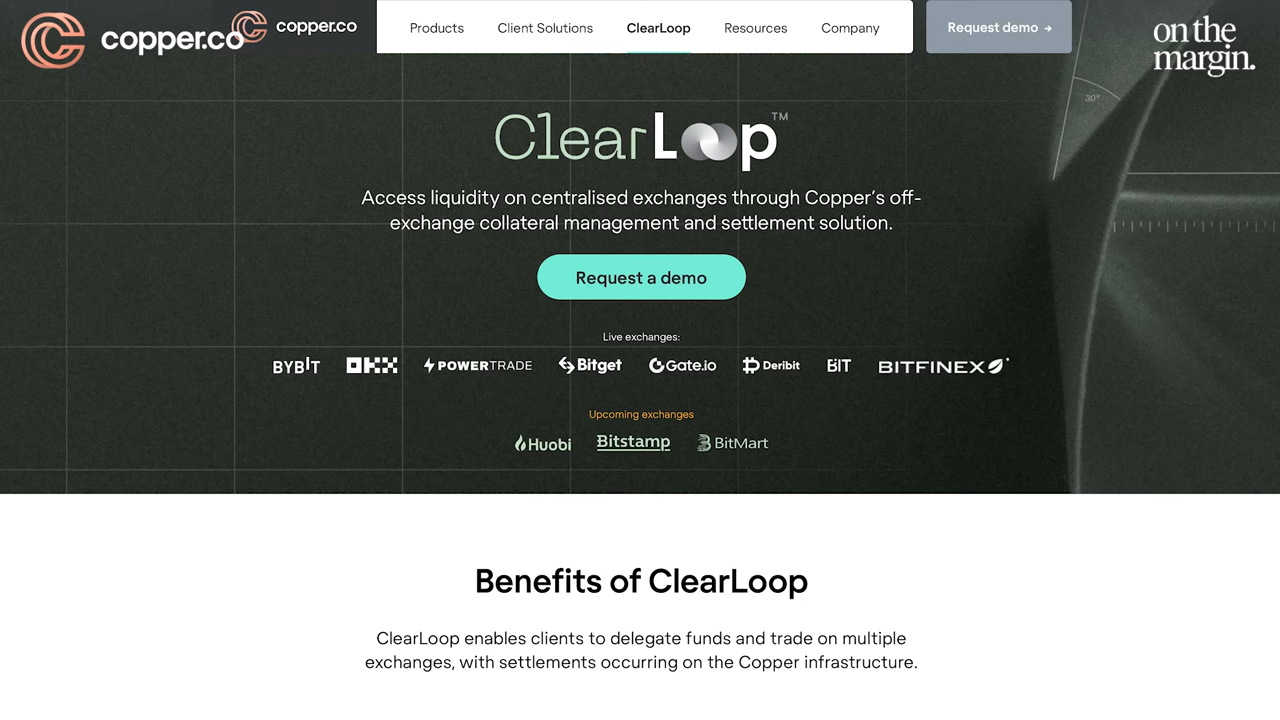 copper.co
copper.co
Products
Client Solutions
ClearLoop
Resources
Company
Request demo →
on the
margin.
30°
ClearLoop™
Access liquidity on centralised exchanges through Copper’s off-
exchange collateral management and settlement solution.
Request a demo
Live exchanges:
BYBIT
OKX
POWERTRADE
Bitget
Gate.io
Deribit
BIT
BITFINEX
Upcoming exchanges
Huobi
Bitstamp
BitMart
Benefits of ClearLoop
ClearLoop enables clients to delegate funds and trade on multiple
exchanges, with settlements occurring on the Copper infrastructure.